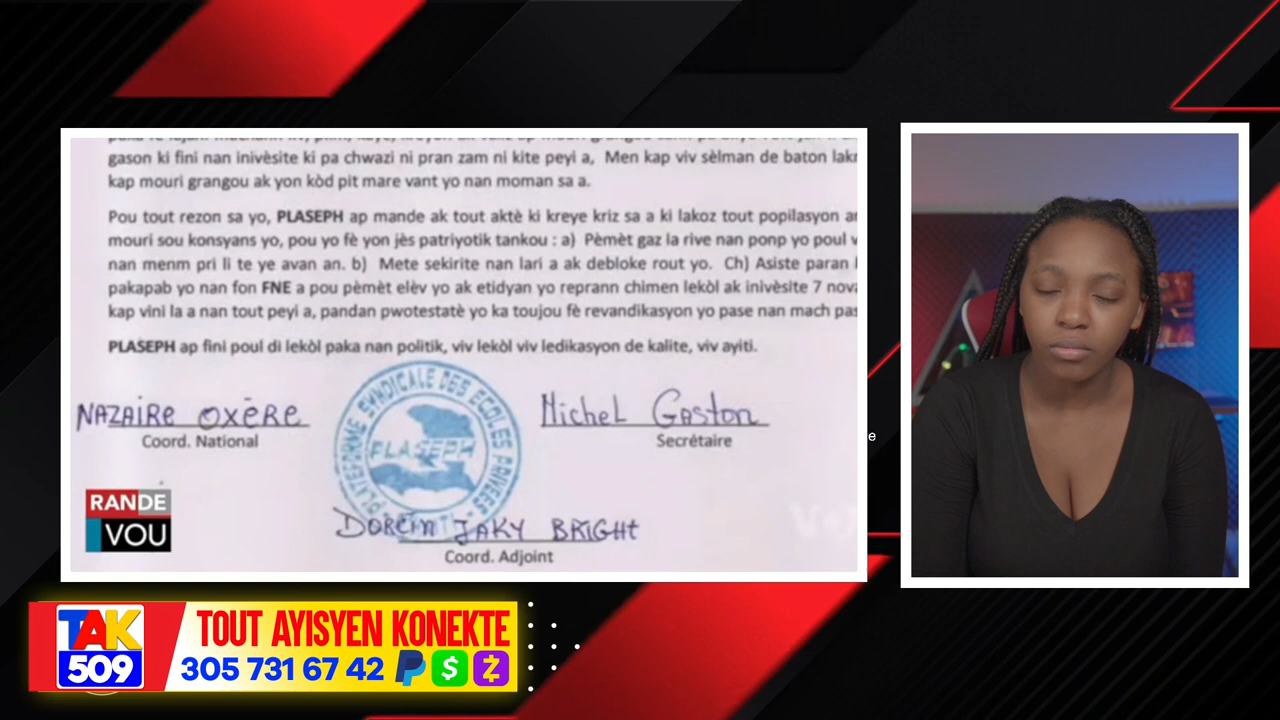 gason ki fini nan inivèsite ki pa chwazi ni pran zam ni kite peyi a, Men kap viv sèlman de baton
kap mouri grangou ak yon kòd pit mare vant yo nan moman sa a.
Pou tout rezon sa yo, PLASEPH ap mande ak tout aktè ki kreye kriz sa a ki lakoz tout popilasyon
mouri sou konsyans yo, pou yo fè yon jès patriyotik tankou : a) Pèmèt gaz la rive nan ponp yo poul
nan menm pri li te ye avan an. b) Mete sekirite nan lari a ak debloke rout yo. Ch) Asiste paran
pakapab yo nan fon FNE a pou pèmèt elèv yo ak etidyan yo reprann chimen lekòl ak inivèsite 7
kap vini la a nan tout peyi a, pandan pwotestatè yo ka toujou fè revandikasyon yo pase nan mach
PLASEPH ap fini poul di lekòl paka nan politik, viv lekòl viv ledikasyon de kalite, viv ayiti.
NAZAIRE OXÈRE
Coord. National
PLATEFORME SYNDICALE DES ECOLES PRIVEES
PLASEPH
Michel Gaston
Secrétaire
DORCIN JAKY BRIGHT
Coord. Adjoint
RANDE
VOU
e
TAK
509
TOUT AYISYEN KONEKTE
305 731 67 42